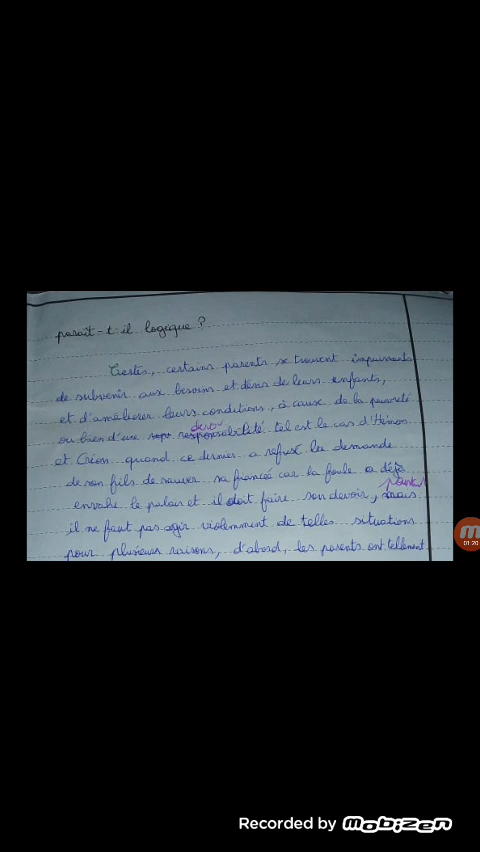 paraît-t-il logique ?
Certes, certains parents se trouvent impuissants
de subvenir aux besoins et désirs de leurs enfants,
et d'améliorer leurs conditions, à cause de la pauvreté
ou bien d'une responsabilité. tel est le cas d'Hémon
et Créon quand ce dernier a refusé la demande
de son fils de sauver sa fiancée car la foule a déjà
envahe le palais et il doit faire son devoir,
il ne faut pas agir violemment de telles situations
pour plusieurs raisons, d'abord, les parents ont tellement
01:20
Recorded by mobizen